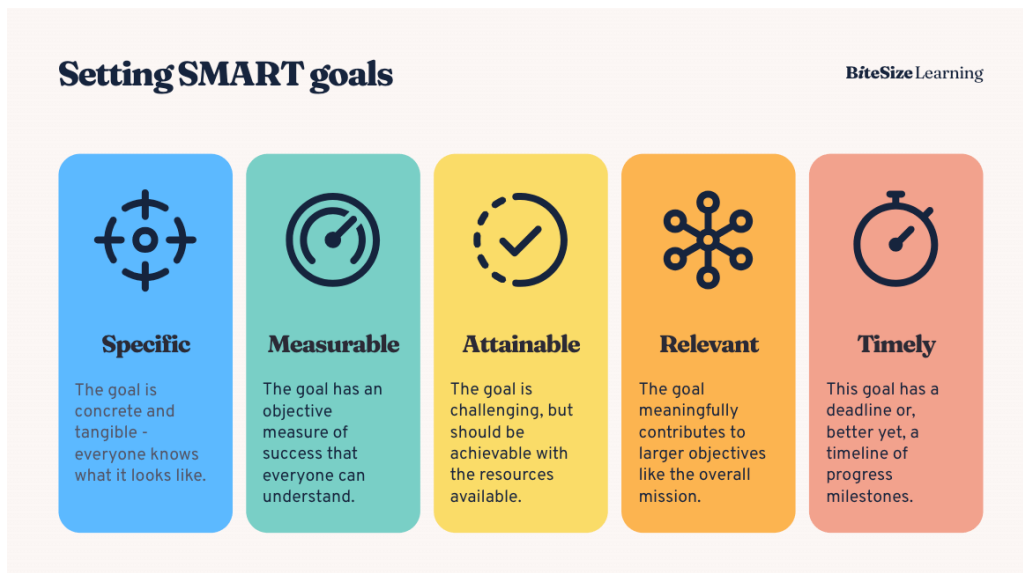 Setting SMART goals
BiteSize Learning
Specific
The goal is
concrete and
tangible -
everyone knows
what it looks like.
Measurable
The goal has an
objective
measure of
success that
everyone can
understand.
Attainable
The goal is
challenging, but
should be
achievable with
the resources
available.
Relevant
The goal
meaningfully
contributes to
larger objectives
like the overall
mission.
Timely
This goal has a
deadline or,
better yet, a
timeline of
progress
milestones.